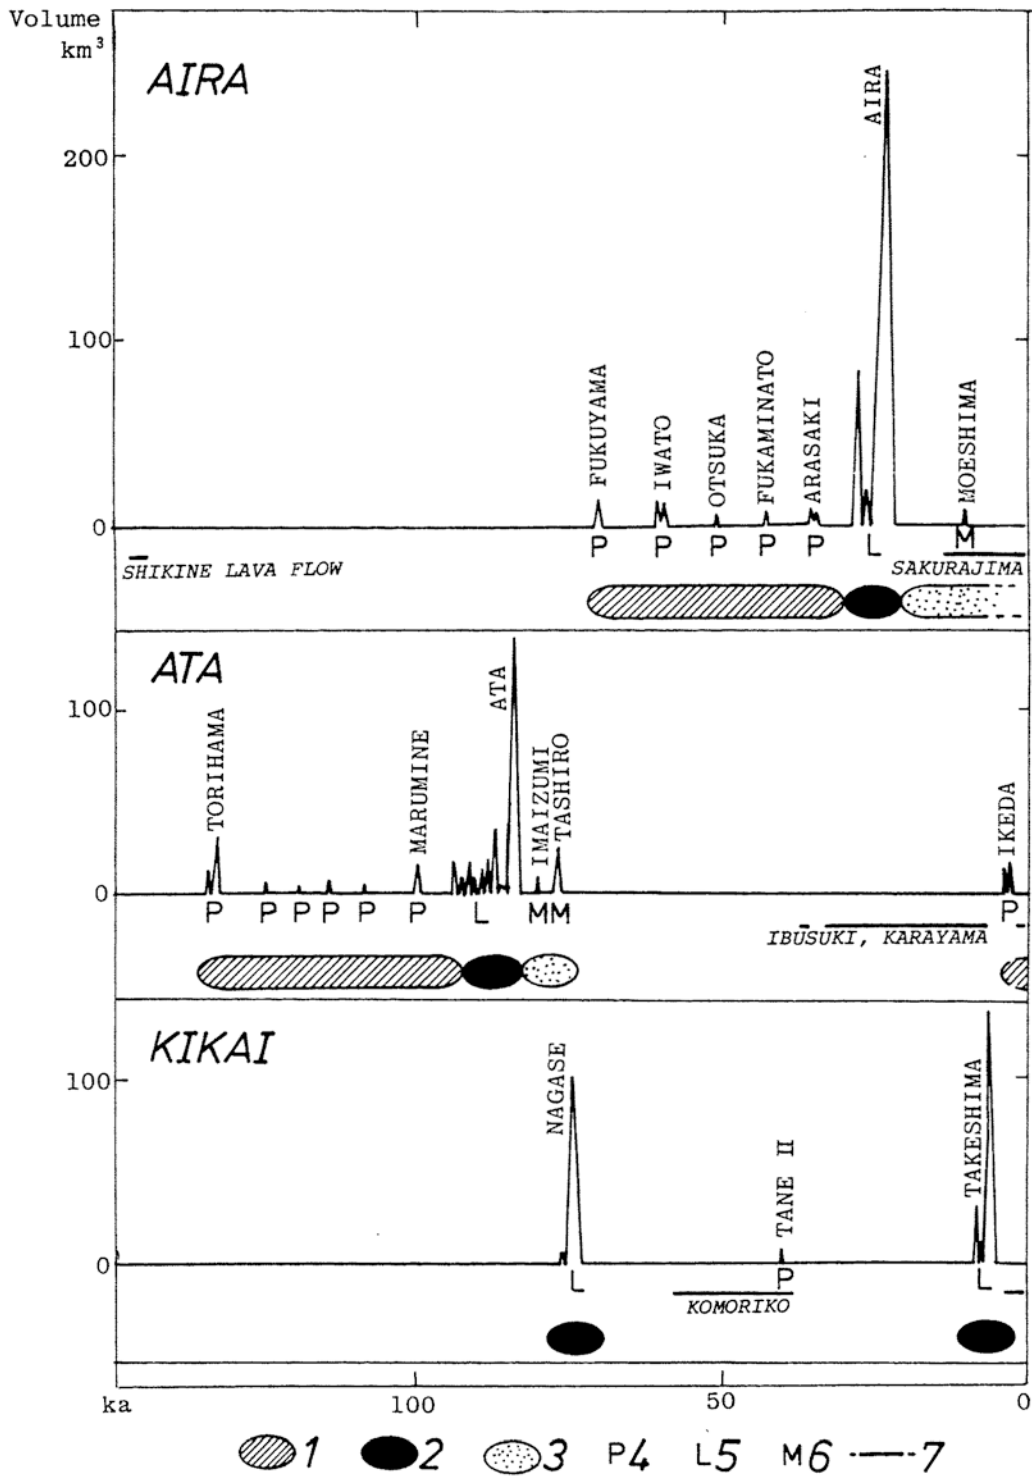 Volume
km³
AIRA
AIRA
200
100
FUKUYAMA
IWATO
OTSUKA
FUKAMINATO
ARASAKI
MOESHIMA
0
P P P P P L M
SHIKINE LAVA FLOW
SAKURAJIMA
ATA
ATA
100
TORIHAMA
MARUMINE
IMAIZUMI
TASHIRO
IKEDA
0
P P P P P P L M M P
IBUSUKI, KARAYAMA
KIKAI
100
NAGASE
TANE II
TAKESHIMA
0
L P L
KOMORIKO
ka 100 50 0
1 2 3 P4 L5 M6 7